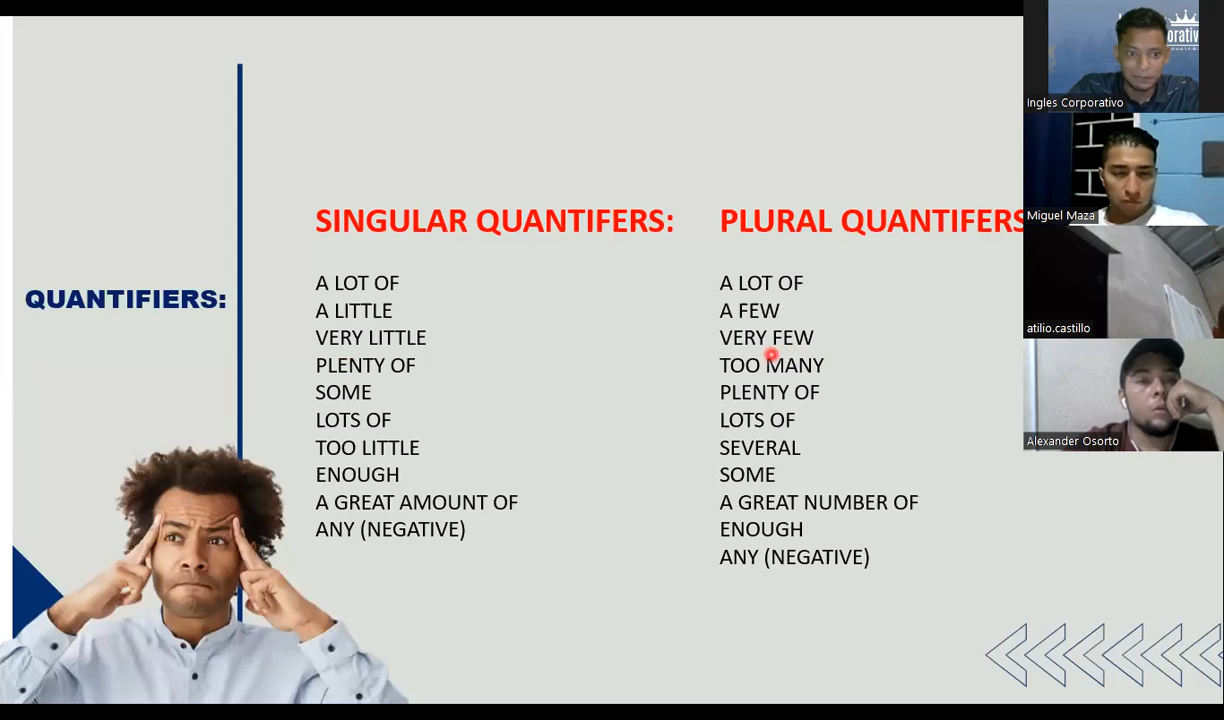 QUANTIFIERS:
SINGULAR QUANTIFERS:
A LOT OF
A LITTLE
VERY LITTLE
PLENTY OF
SOME
LOTS OF
TOO LITTLE
ENOUGH
A GREAT AMOUNT OF
ANY (NEGATIVE)
PLURAL QUANTIFERS
A LOT OF
A FEW
VERY FEW
TOO MANY
PLENTY OF
LOTS OF
SEVERAL
SOME
A GREAT NUMBER OF
ENOUGH
ANY (NEGATIVE)
Ingles Corporativo
Miguel Maza
atilio.castillo
Alexander Osorto